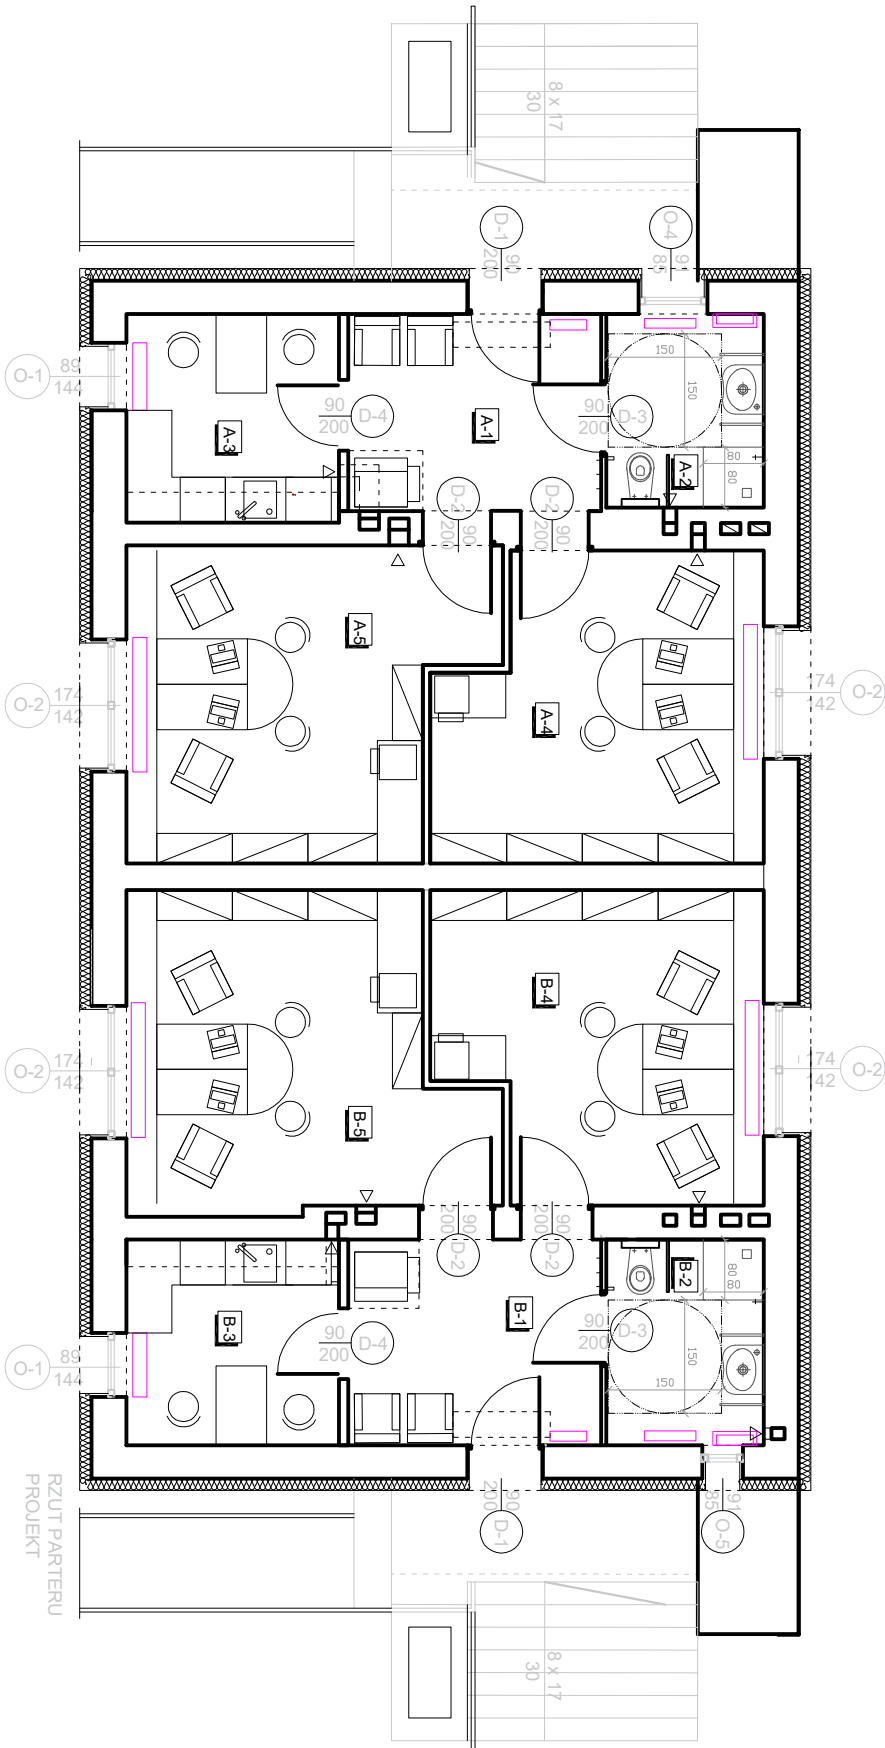 8 x 17
30
D-1
90
200
O-4
91
85
O-1
89
144
150
150
90
200
D-4
A-1
90
200
D-3
A-3
A-2
80
80
D-2
90
200
D-2
90
200
A-5
A-4
O-2
174
142
174
142
O-2
B-4
O-2
174
142
174
142
O-2
B-5
90
200
D-2
90
200
D-2
B-2
80
80
B-3
B-1
90
200
D-4
90
200
D-3
O-1
89
144
150
150
90
200
D-1
91
85
O-5
RZUT PARTERU
PROJEKT
8 x 17
30